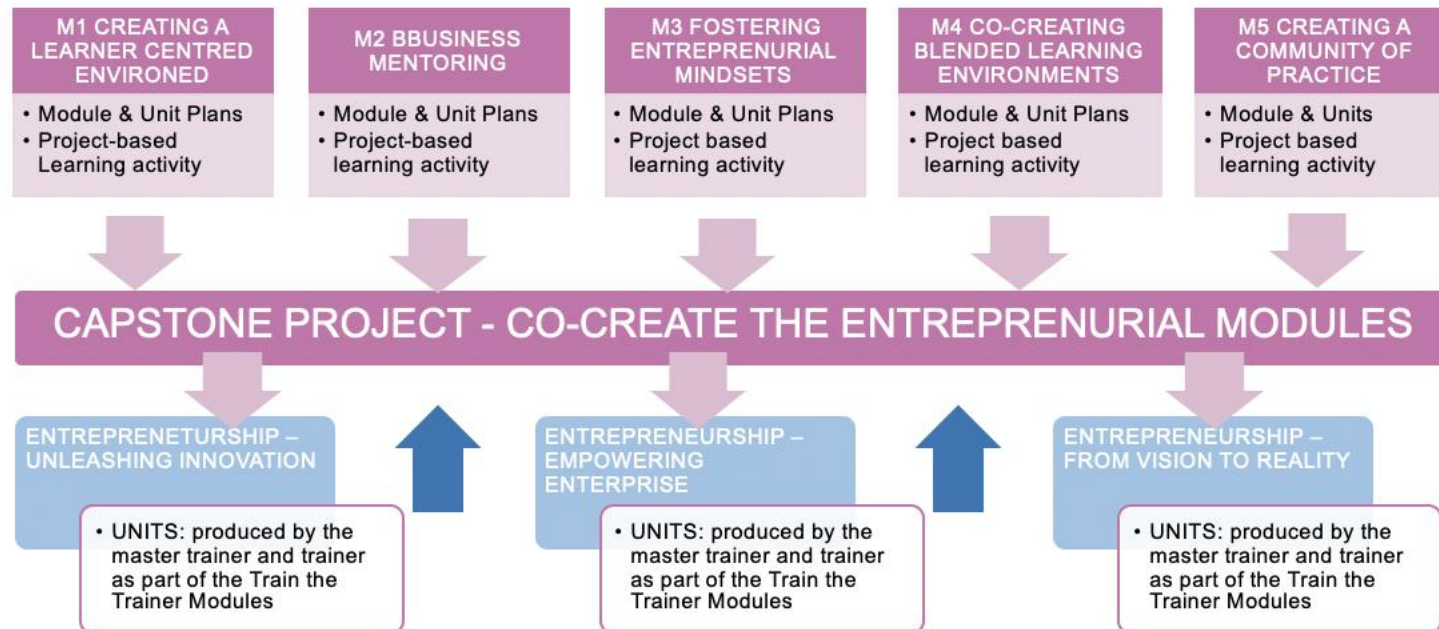 M1 CREATING A
LEARNER CENTRED
ENVIRONED
• Module & Unit Plans
• Project-based
Learning activity
M2 BBUSINESS
MENTORING
• Module & Unit Plans
• Project-based
learning activity
M3 FOSTERING
ENTREPRENURIAL
MINDSETS
• Module & Unit Plans
• Project based
learning activity
M4 CO-CREATING
BLENDED LEARNING
ENVIRONMENTS
• Module & Unit Plans
• Project based
learning activity
M5 CREATING A
COMMUNITY OF
PRACTICE
• Module & Units
• Project based
learning activity
CAPSTONE PROJECT - CO-CREATE THE ENTREPRENURIAL MODULES
ENTREPRENETURSHIP –
UNLEASHING INNOVATION
• UNITS: produced by the
master trainer and trainer
as part of the Train the
Trainer Modules
ENTREPRENEURSHIP –
EMPOWERING
ENTERPRISE
• UNITS: produced by the
master trainer and trainer
as part of the Train the
Trainer Modules
ENTREPRENEURSHIP –
FROM VISION TO REALITY
• UNITS: produced by the
master trainer and trainer
as part of the Train the
Trainer Modules